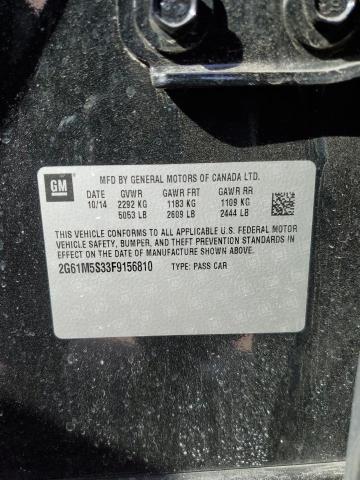 GM
MFD BY GENERAL MOTORS OF CANADA LTD.
DATE GVWR GAWR FRT GAWR RR
10/14 2292 KG 1183 KG 1109 KG
5053 LB 2609 LB 2444 LB
THIS VEHICLE CONFORMS TO ALL APPLICABLE U.S. FEDERAL MOTOR
VEHICLE SAFETY, BUMPER, AND THEFT PREVENTION STANDARDS IN
EFFECT ON THE DATE OF MANUFACTURE SHOWN ABOVE.
2G61M5S33F9156810 TYPE: PASS CAR